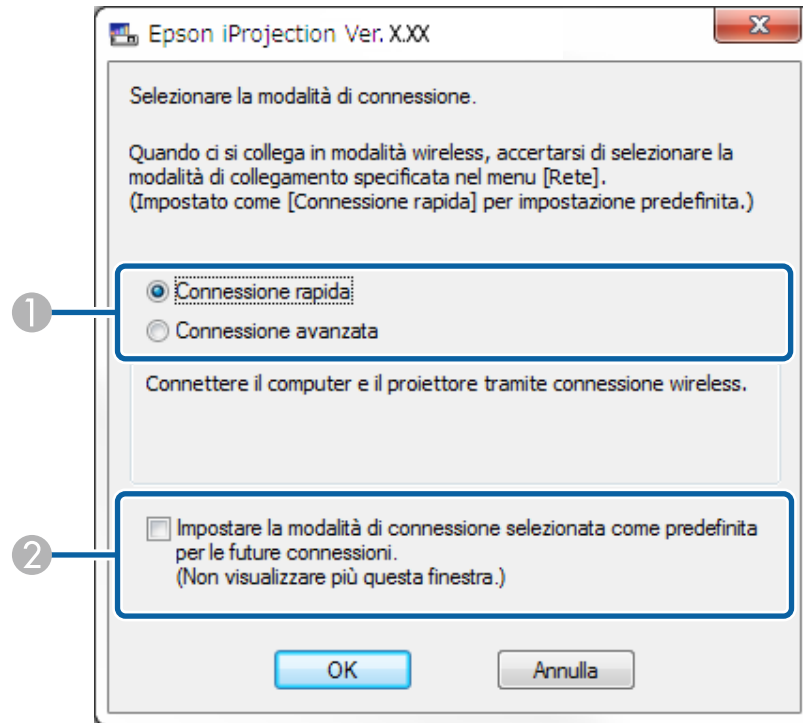 Epson iProjection Ver. X.XX
X
Selezionare la modalità di connessione.
Quando ci si collega in modalità wireless, accertarsi di selezionare la
modalità di collegamento specificata nel menu [Rete].
(Impostato come [Connessione rapida] per impostazione predefinita.)
1
Connessione rapida
Connessione avanzata
Connettere il computer e il proiettore tramite connessione wireless.
2
Impostare la modalità di connessione selezionata come predefinita
per le future connessioni.
(Non visualizzare più questa finestra.)
OK Annulla